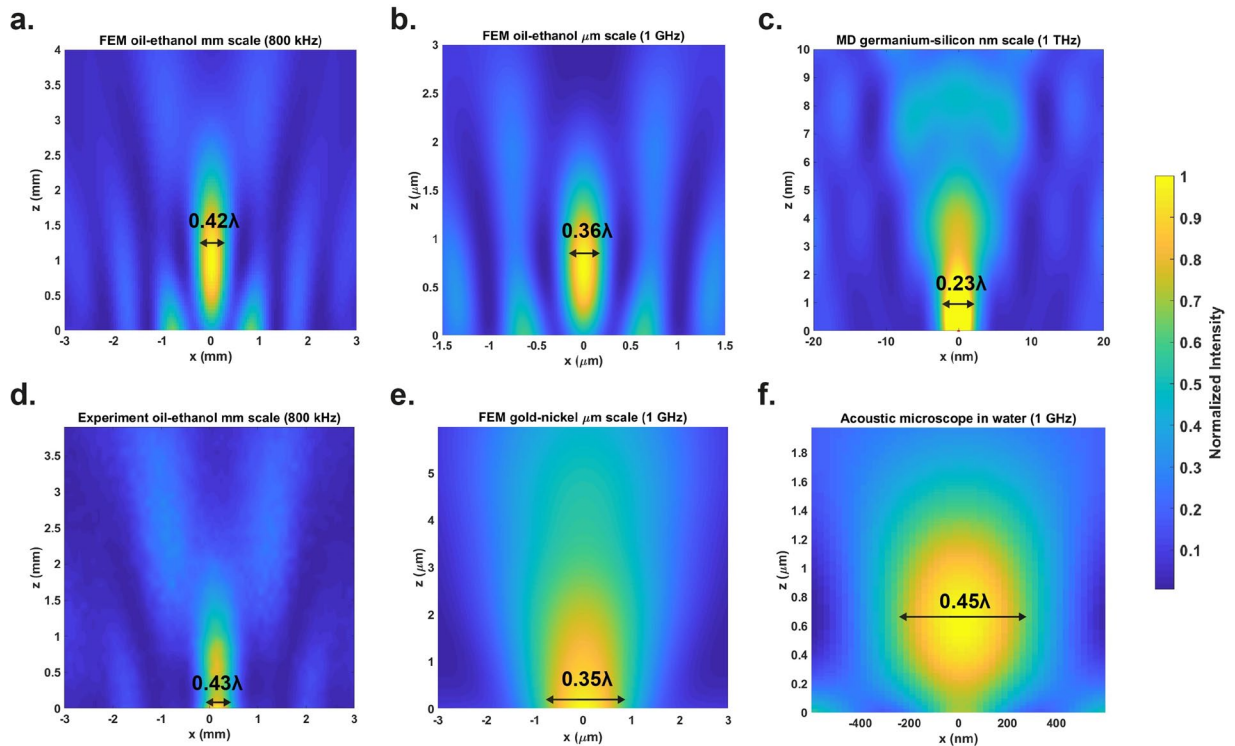 a.
FEM oil-ethanol mm scale (800 kHz)
4
3.5
3
2.5
2
1.5
1
0.5
0
z (mm)
0.42λ
-3 -2 -1 0 1 2 3
x (mm)
b.
FEM oil-ethanol μm scale (1 GHz)
3
2.5
2
1.5
1
0.5
0
z (μm)
0.36λ
-1.5 -1 -0.5 0 0.5 1 1.5
x (μm)
c.
MD germanium-silicon nm scale (1 THz)
10
9
8
7
6
5
4
3
2
1
0
z (nm)
0.23λ
-20 -10 0 10 20
x (nm)
d.
Experiment oil-ethanol mm scale (800 kHz)
3.5
3
2.5
2
1.5
1
0.5
0
z (mm)
0.43λ
-3 -2 -1 0 1 2 3
x (mm)
e.
FEM gold-nickel μm scale (1 GHz)
5
4
3
2
1
0
z (μm)
0.35λ
-3 -2 -1 0 1 2 3
x (μm)
f.
Acoustic microscope in water (1 GHz)
1.8
1.6
1.4
1.2
1
0.8
0.6
0.4
0.2
0
z (μm)
0.45λ
-400 -200 0 200 400
x (nm)
1
0.9
0.8
0.7
0.6
0.5
0.4
0.3
0.2
0.1
Normalized Intensity